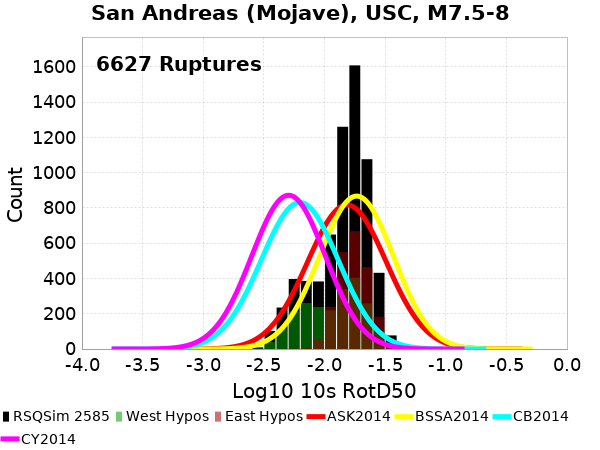 San Andreas (Mojave), USC, M7.5-8
6627 Ruptures
Count
1600
1400
1200
1000
800
600
400
200
0
-4.0 -3.5 -3.0 -2.5 -2.0 -1.5 -1.0 -0.5 0.0
Log10 10s RotD50
RSQSim 2585 West Hypos East Hypos ASK2014 BSSA2014 CB2014
CY2014